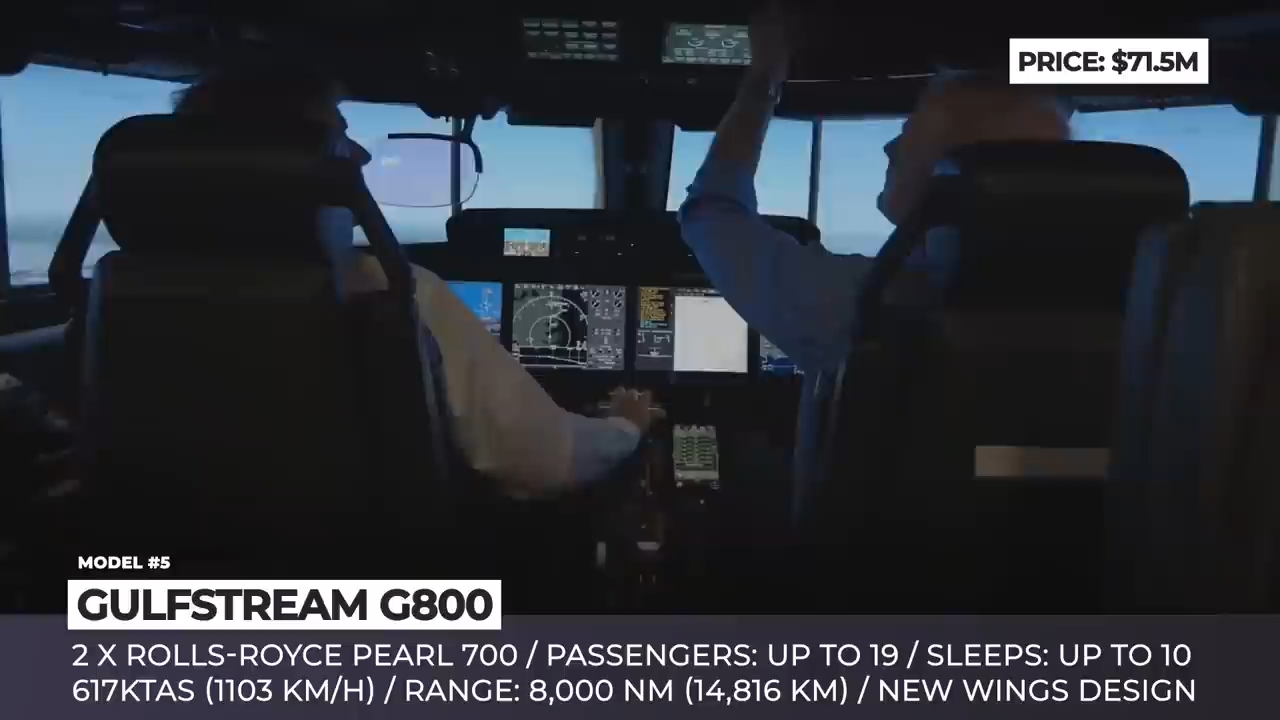 PRICE: $71.5M
MODEL #5
GULFSTREAM G800
2 X ROLLS-ROYCE PEARL 700 / PASSENGERS: UP TO 19 / SLEEPS: UP TO 10
617KTAS (1103 KM/H) / RANGE: 8,000 NM (14,816 KM) / NEW WINGS DESIGN